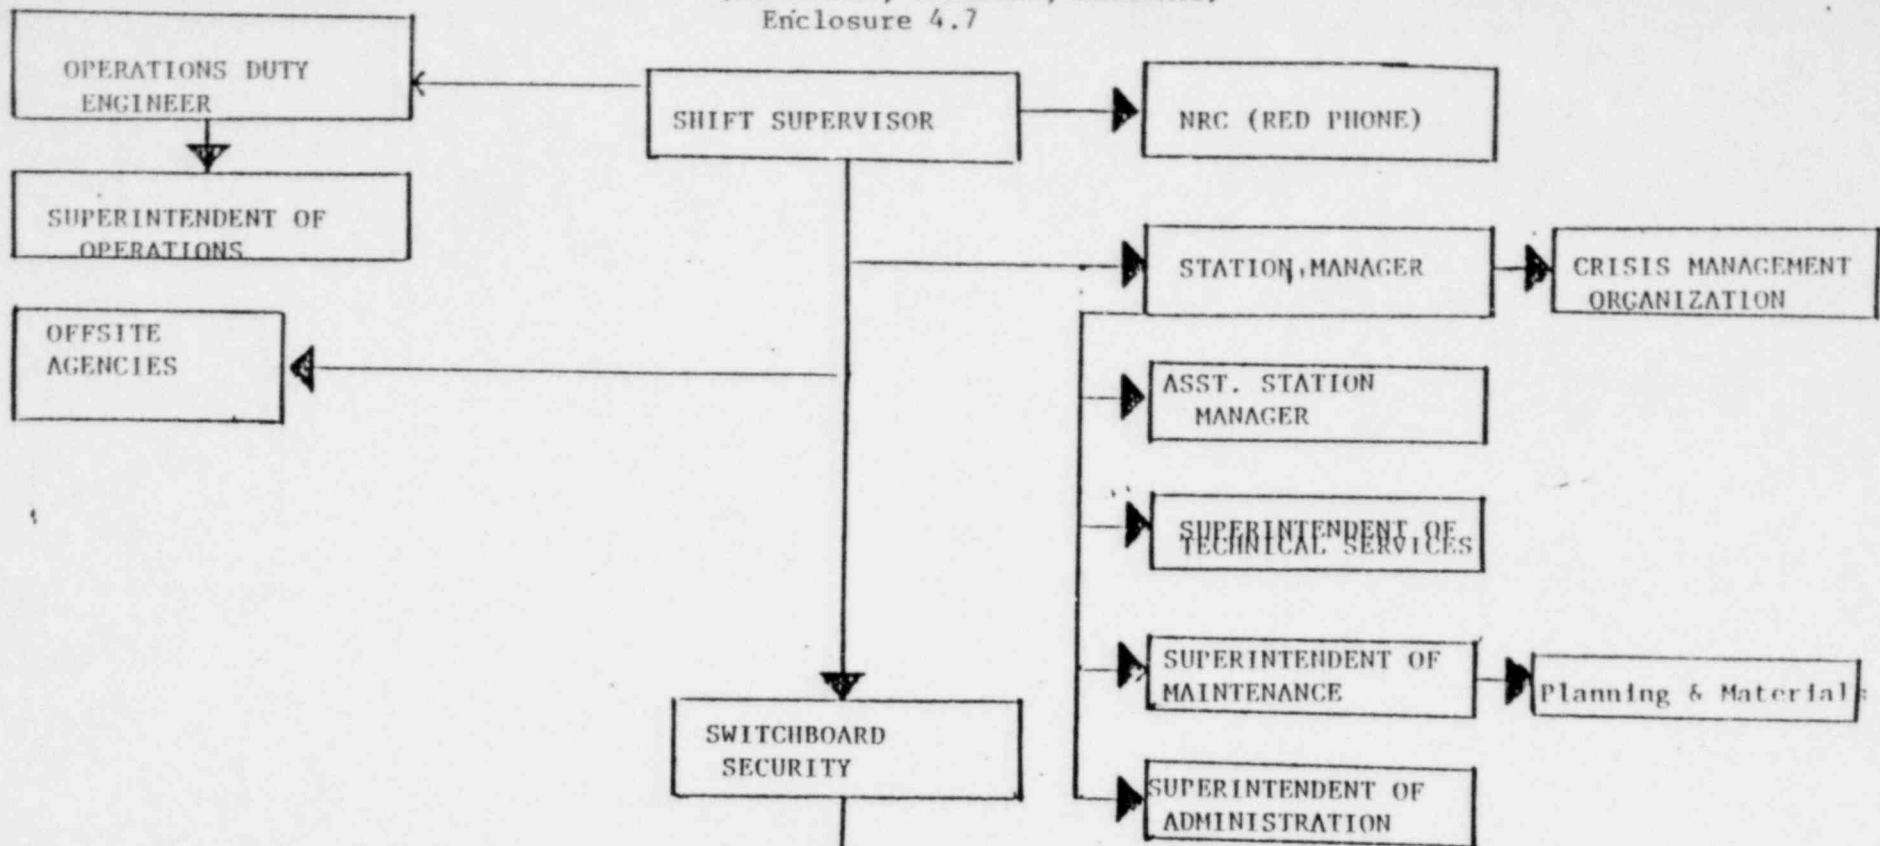 Enclosure 4.7
OPERATIONS DUTY
ENGINEER
SHIFT SUPERVISOR
NRC (RED PHONE)
SUPERINTENDENT OF
OPERATIONS
STATION MANAGER
CRISIS MANAGEMENT
ORGANIZATION
OFFSITE
AGENCIES
ASST. STATION
MANAGER
SUPERINTENDENT OF
TECHNICAL SERVICES
SUPERINTENDENT OF
MAINTENANCE
Planning & Materials
SWITCHBOARD
SECURITY
SUPERINTENDENT OF
ADMINISTRATION